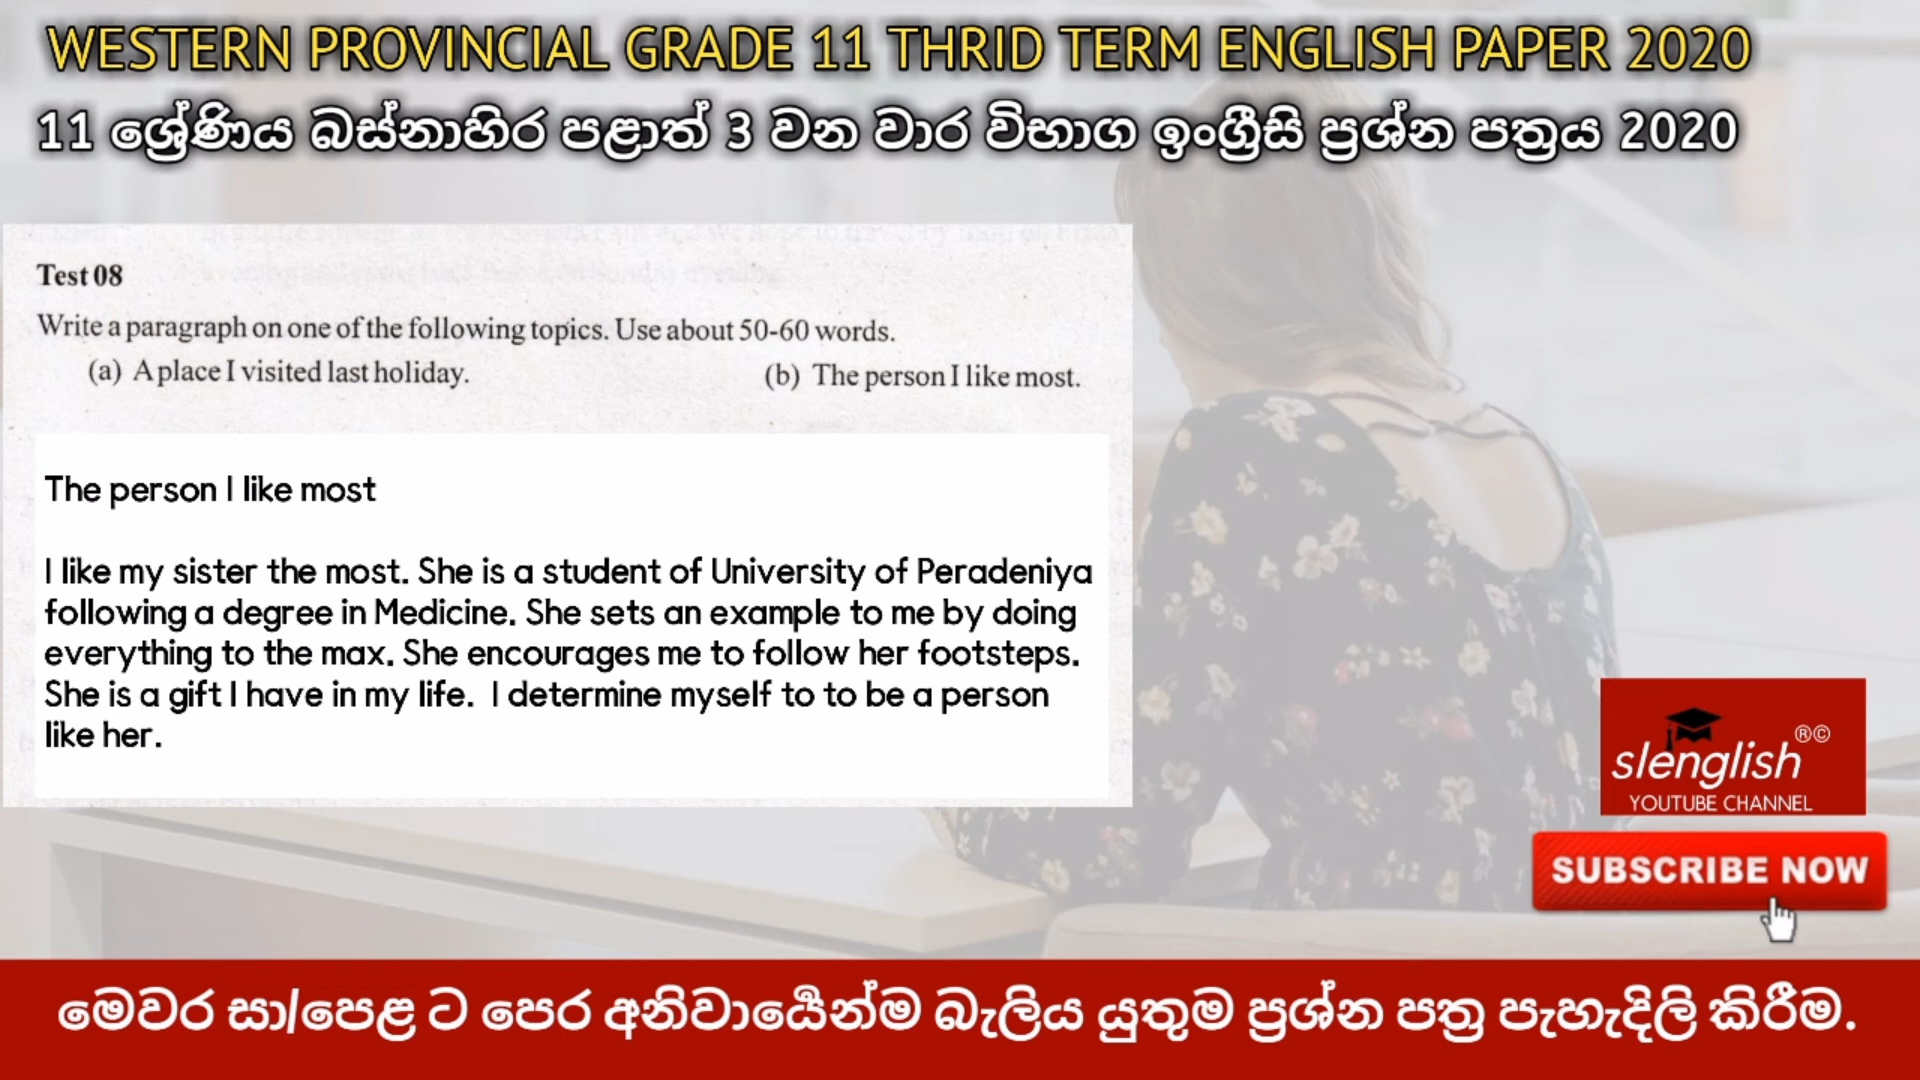 WESTERN PROVINCIAL GRADE 11 THRID TERM ENGLISH PAPER 2020
11 ශ්‍රේණිය බස්නාහිර පළාත් 3 වන වාර විභාග ඉංග්‍රීසි ප්‍රශ්න පත්‍රය 2020
Test 08
Write a paragraph on one of the following topics. Use about 50-60 words.
(a) A place I visited last holiday. (b) The person I like most.
The person I like most
I like my sister the most. She is a student of University of Peradeniya
following a degree in Medicine. She sets an example to me by doing
everything to the max. She encourages me to follow her footsteps.
She is a gift I have in my life. I determine myself to to be a person
like her.
slenglish ®©
YOUTUBE CHANNEL
SUBSCRIBE NOW
මෙවර සා/පෙළ ට පෙර අනිවාර්යෙන්ම බැලිය යුතුම ප්‍රශ්න පත්‍ර පැහැදිලි කිරීම.